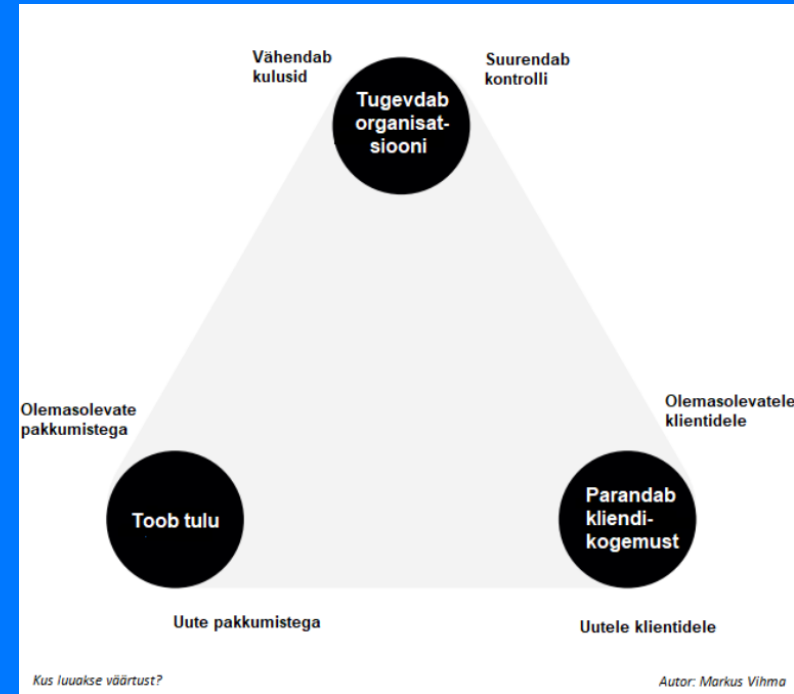 Vähendab
kulusid
Suurendab
kontrolli
Tugevdab
organisat-
siooni
Olemasolevate
pakkumistega
Olemasolevatele
klientidele
Toob tulu
Parandab
kliendi-
kogemust
Uute pakkumistega
Uutele klientidele
Kus luuakse väärtust?
Autor: Markus Vihma